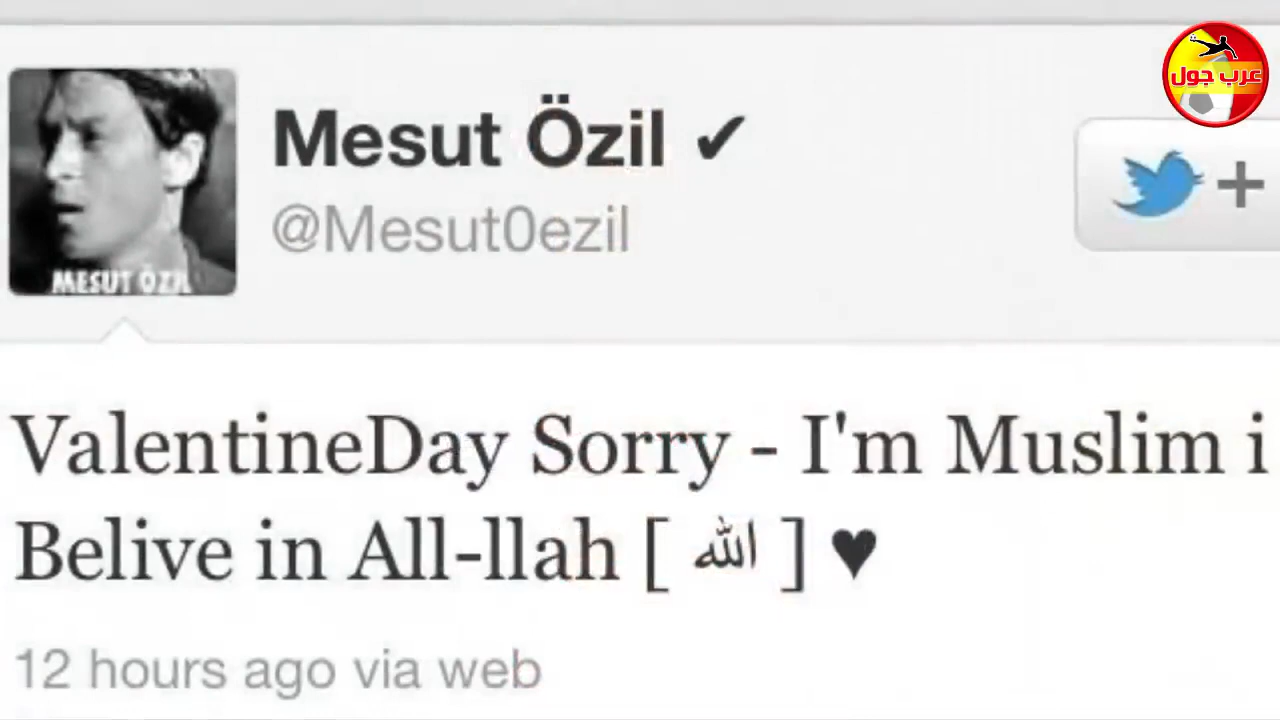 عرب جول
Mesut Özil ✔
@Mesut0ezil
+
MESUT ÖZIL
ValentineDay Sorry - I'm Muslim i
Belive in All-llah [ الله ] ♥
12 hours ago via web